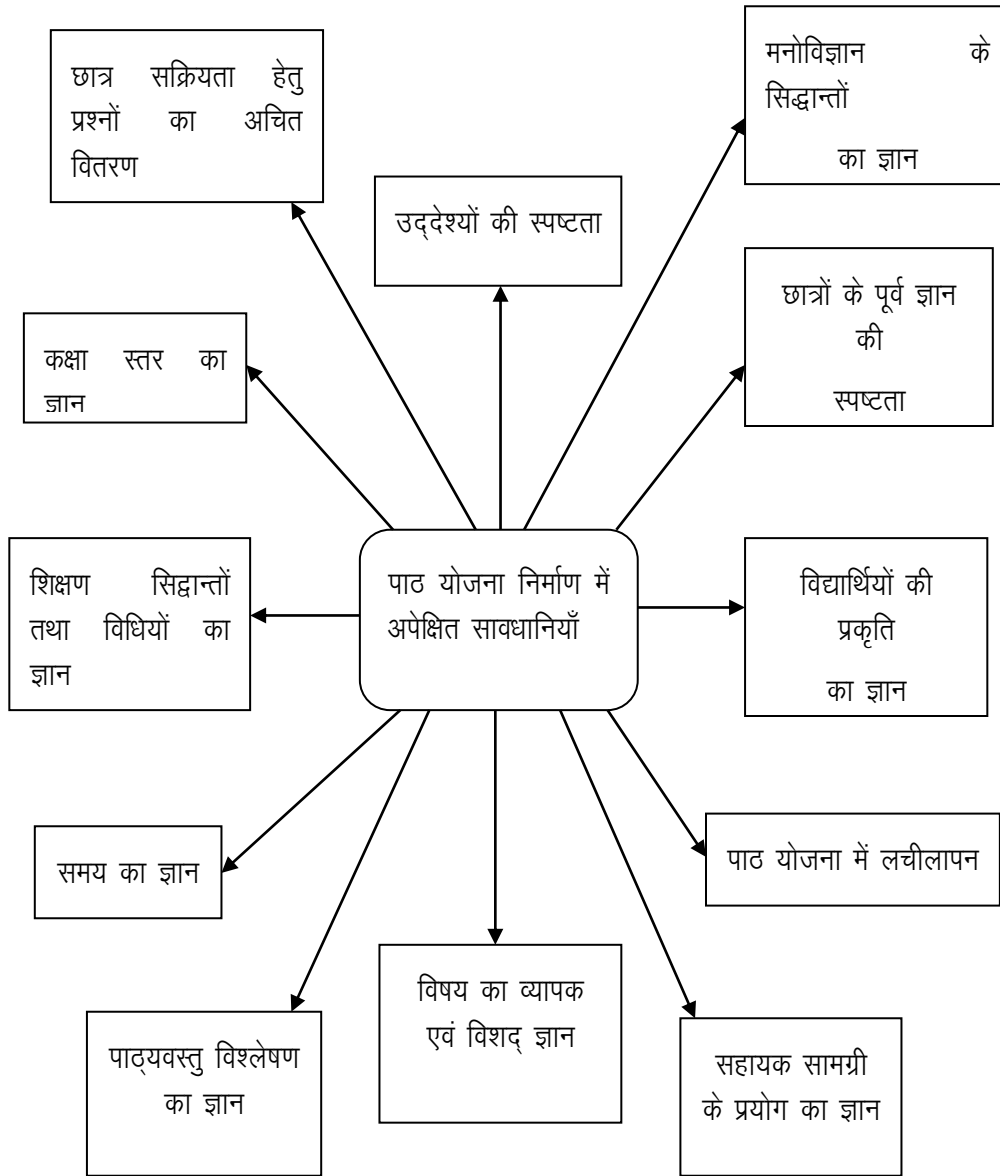 छात्र सक्रियता हेतु
प्रश्नों का अचित
वितरण
मनोविज्ञान के
सिद्धान्तों
का ज्ञान
उद्‌देश्यों की स्पष्टता
छात्रों के पूर्व ज्ञान
की
स्पष्टता
कक्षा स्तर का
ज्ञान
शिक्षण सिद्वान्तों
तथा विधियों का
ज्ञान
पाठ योजना निर्माण में
अपेक्षित सावधानियाँ
विद्यार्थियों की
प्रकृति
का ज्ञान
समय का ज्ञान
पाठ योजना में लचीलापन
विषय का व्यापक
एवं विशद् ज्ञान
पाठ्‌यवस्तु विश्लेषण
का ज्ञान
सहायक सामग्री
के प्रयोग का ज्ञान